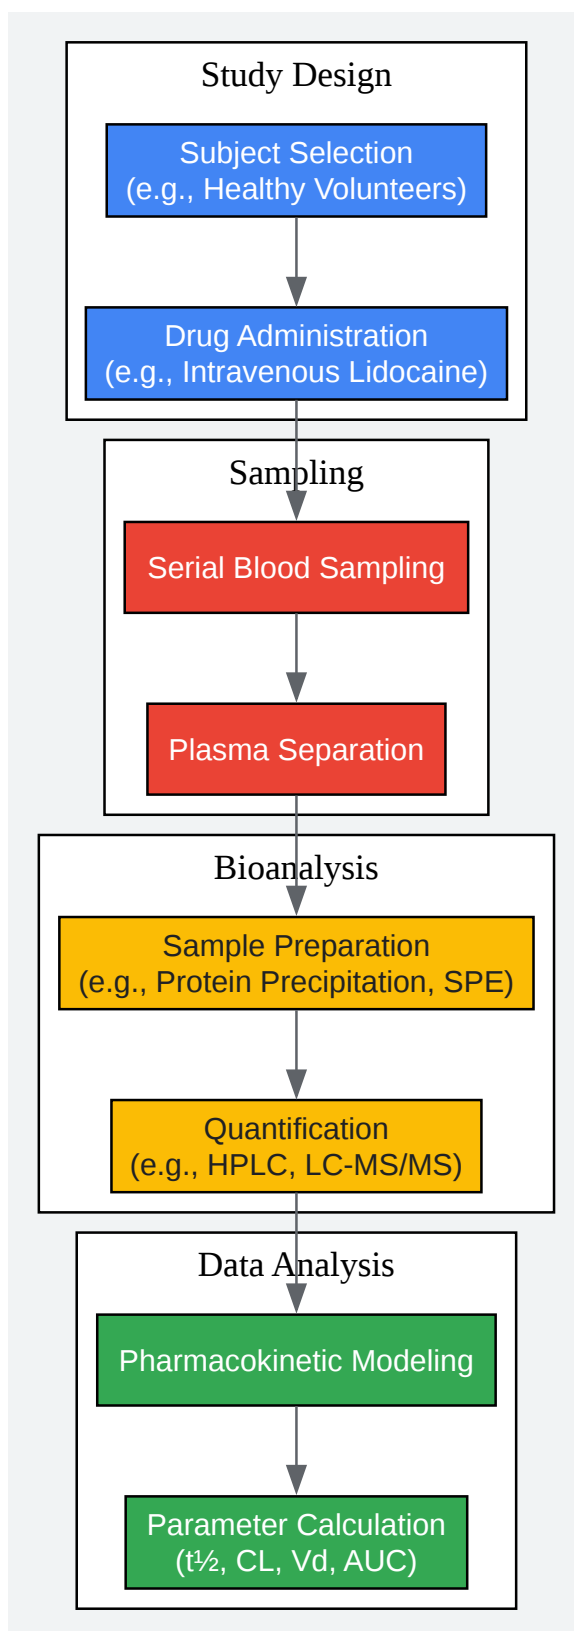 Study Design
Subject Selection
(e.g., Healthy Volunteers)
Drug Administration
(e.g., Intravenous Lidocaine)
Sampling
Serial Blood Sampling
Plasma Separation
Bioanalysis
Sample Preparation
(e.g., Protein Precipitation, SPE)
Quantification
(e.g., HPLC, LC-MS/MS)
Data Analysis
Pharmacokinetic Modeling
Parameter Calculation
(t½, CL, Vd, AUC)